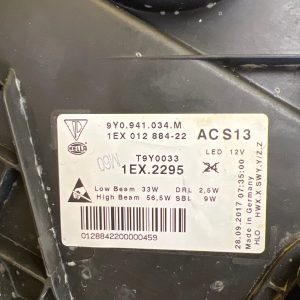 9Y0.941.034.M
1EX 012 884-22
ACS13
HELLA
T9Y0033
LED 12V
1EX.2295
Low Beam 33W DRL 2,5W
High Beam 56,5W SBL 9W
0128842200000459
HLO. HWX.X SWY.Y/Z.Z
Made in Germany
28.09.2017 07:35:00